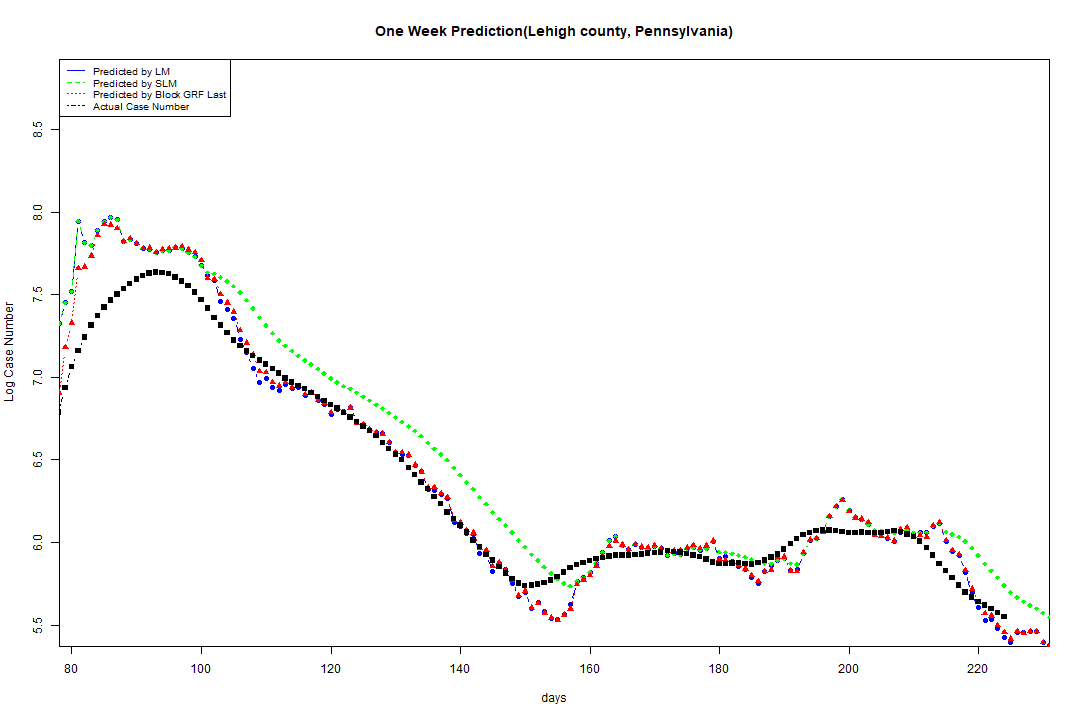 One Week Prediction(Lehigh county, Pennsylvania)
Predicted by LM
Predicted by SLM
Predicted by Block GRF Last
Actual Case Number
Log Case Number
8.5
8.0
7.5
7.0
6.5
6.0
5.5
80 100 120 140 160 180 200 220
days